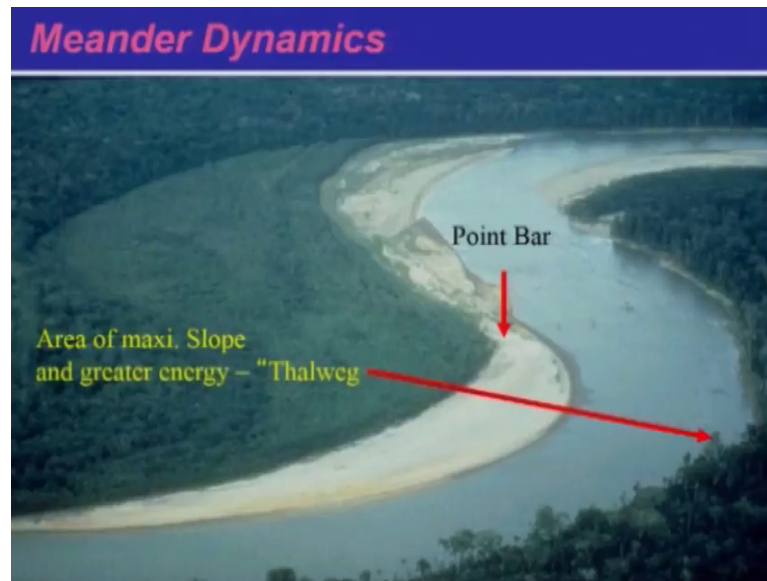 Meander Dynamics
Point Bar
Area of maxi. Slope
and greater energy – “Thalweg